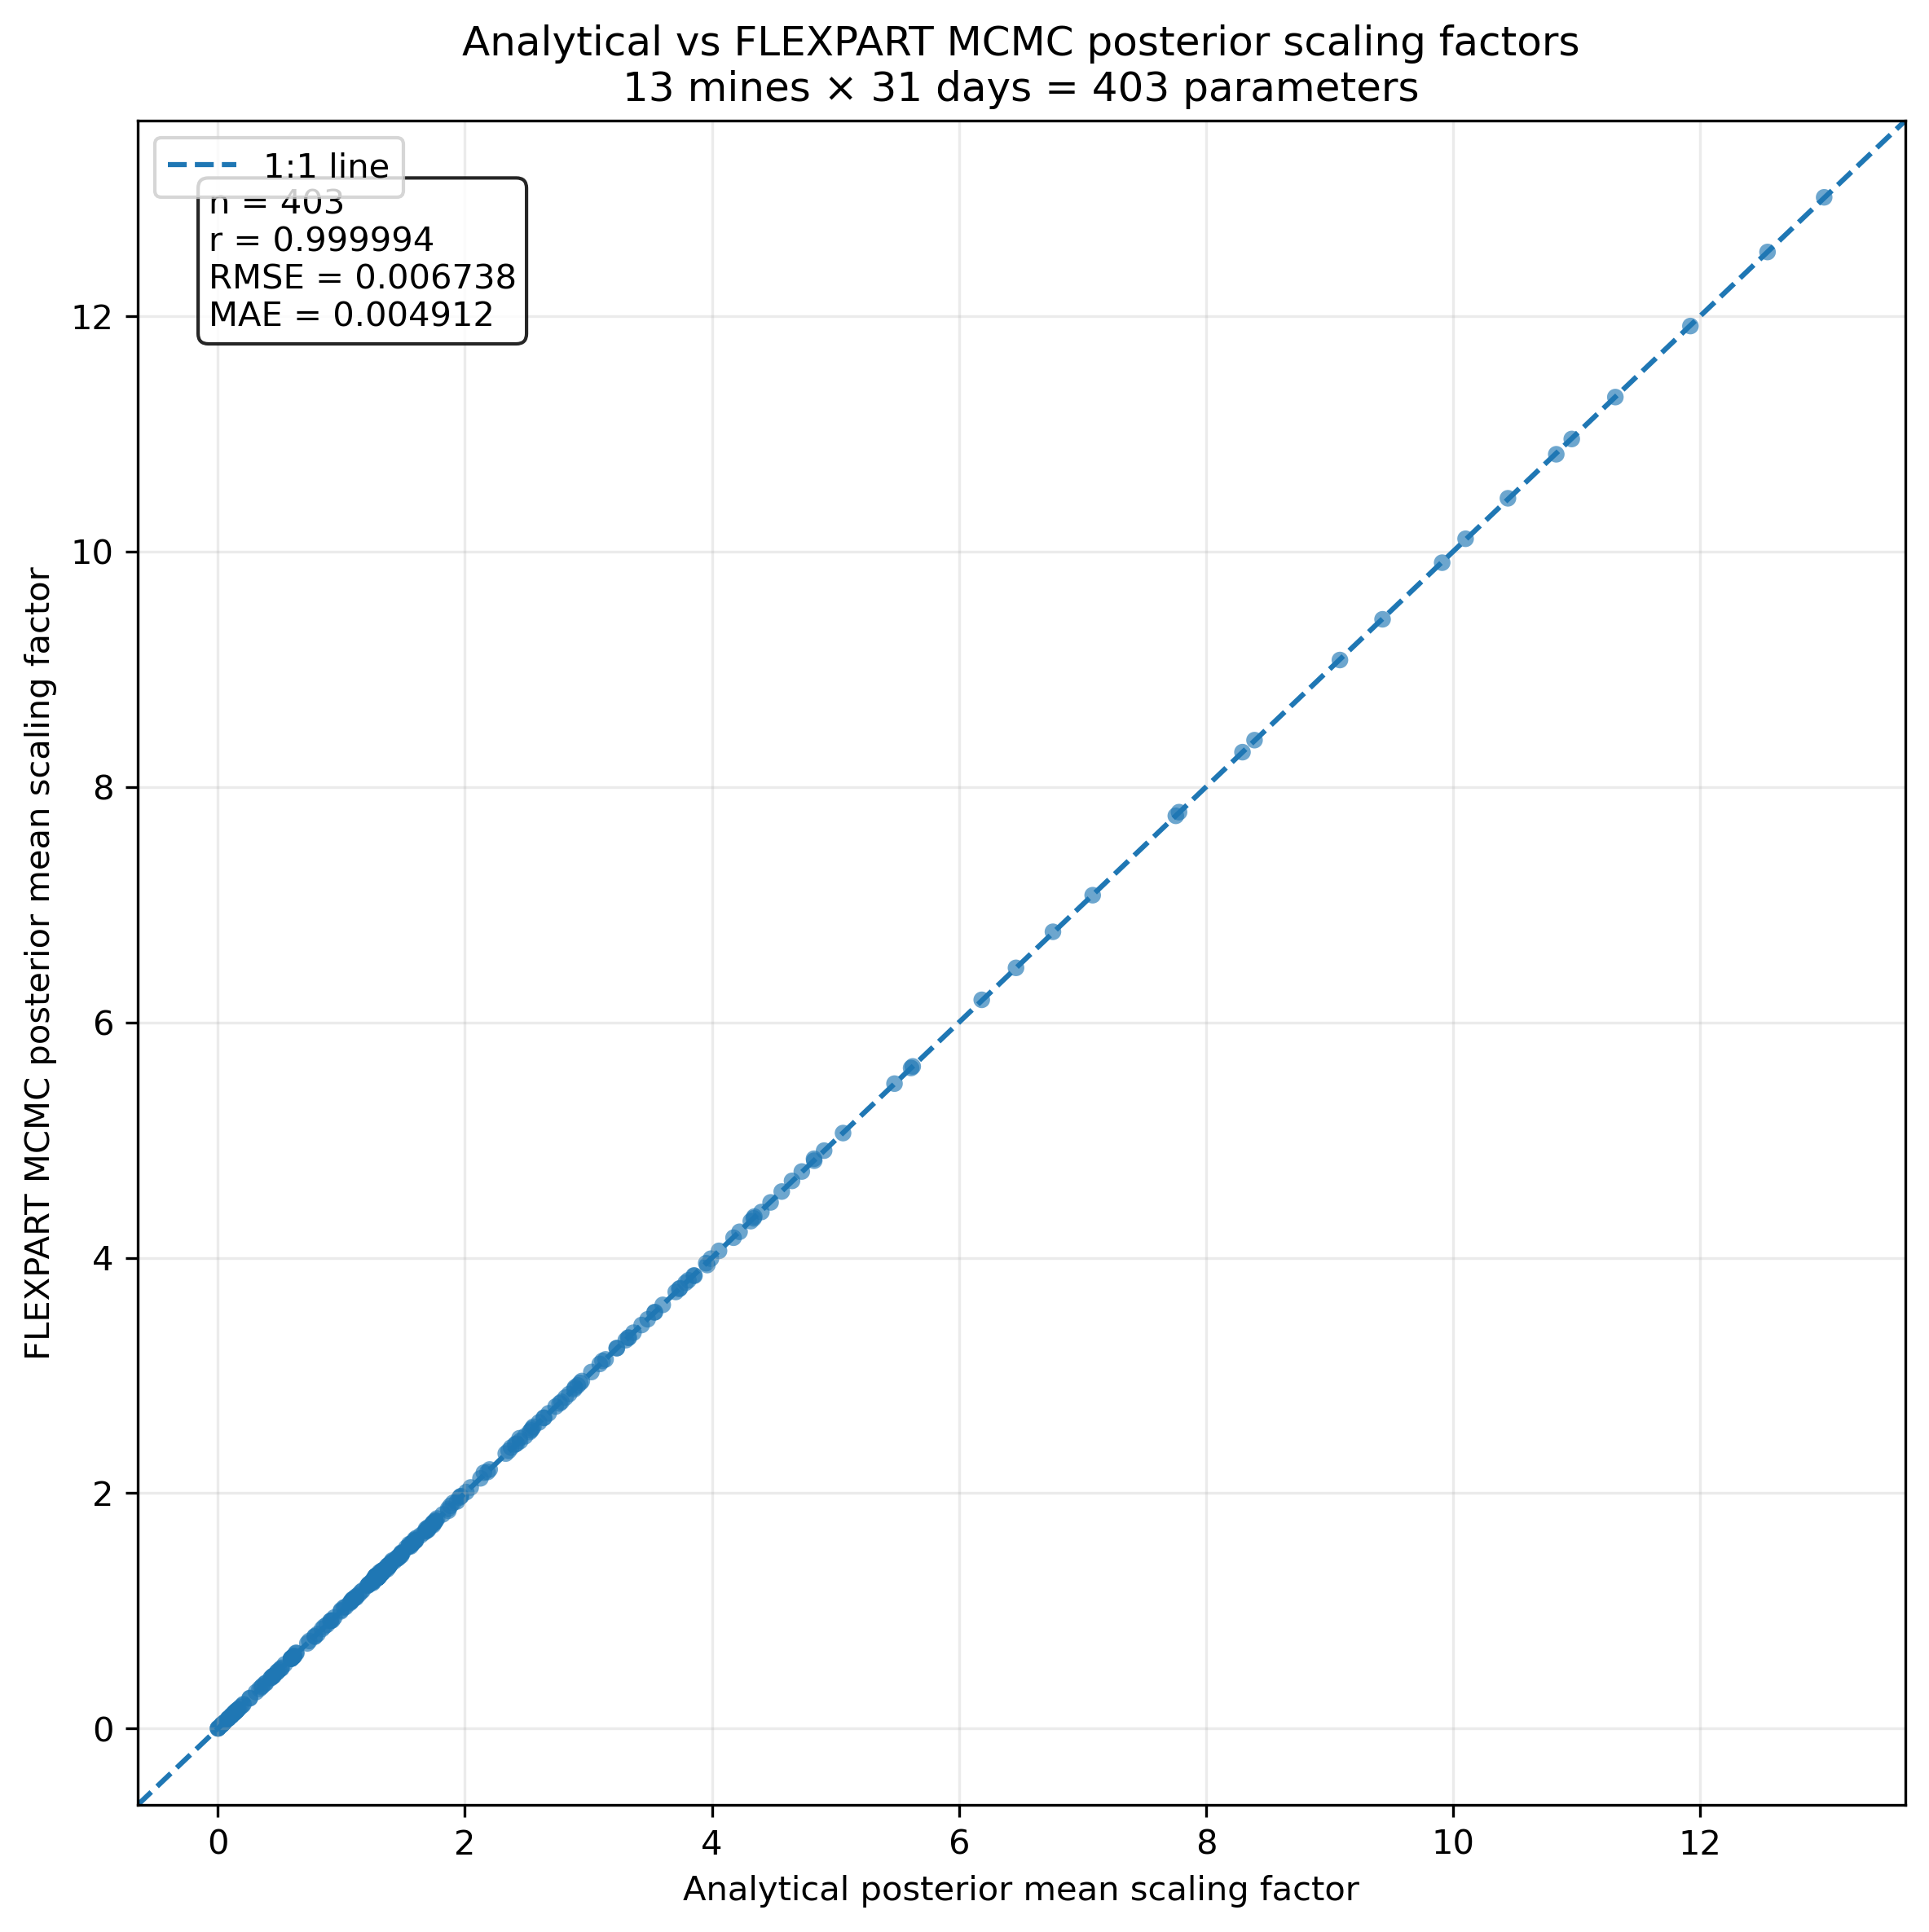 Analytical vs FLEXPART MCMC posterior scaling factors
13 mines × 31 days = 403 parameters
1:1 line
n = 403
r = 0.999994
RMSE = 0.006738
MAE = 0.004912
FLEXPART MCMC posterior mean scaling factor
12
10
8
6
4
2
0
0 2 4 6 8 10 12
Analytical posterior mean scaling factor